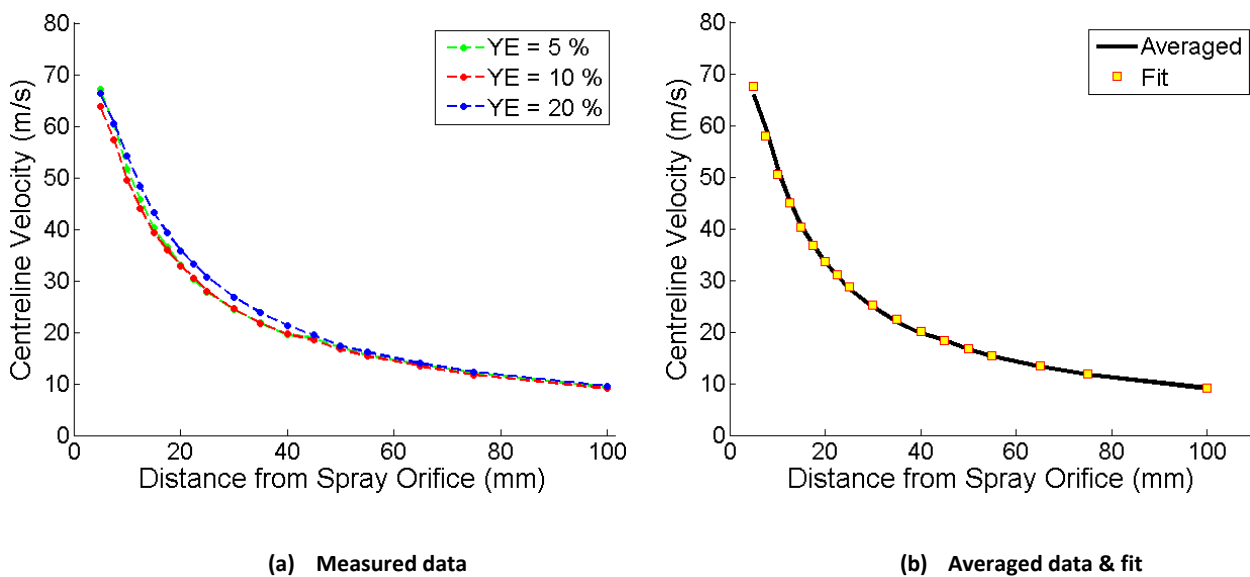 80
70
60
50
40
30
20
10
0
Centreline Velocity (m/s)
YE = 5 %
YE = 10 %
YE = 20 %
0 20 40 60 80 100
Distance from Spray Orifice (mm)
(a) Measured data
80
70
60
50
40
30
20
10
0
Centreline Velocity (m/s)
Averaged
Fit
0 20 40 60 80 100
Distance from Spray Orifice (mm)
(b) Averaged data & fit